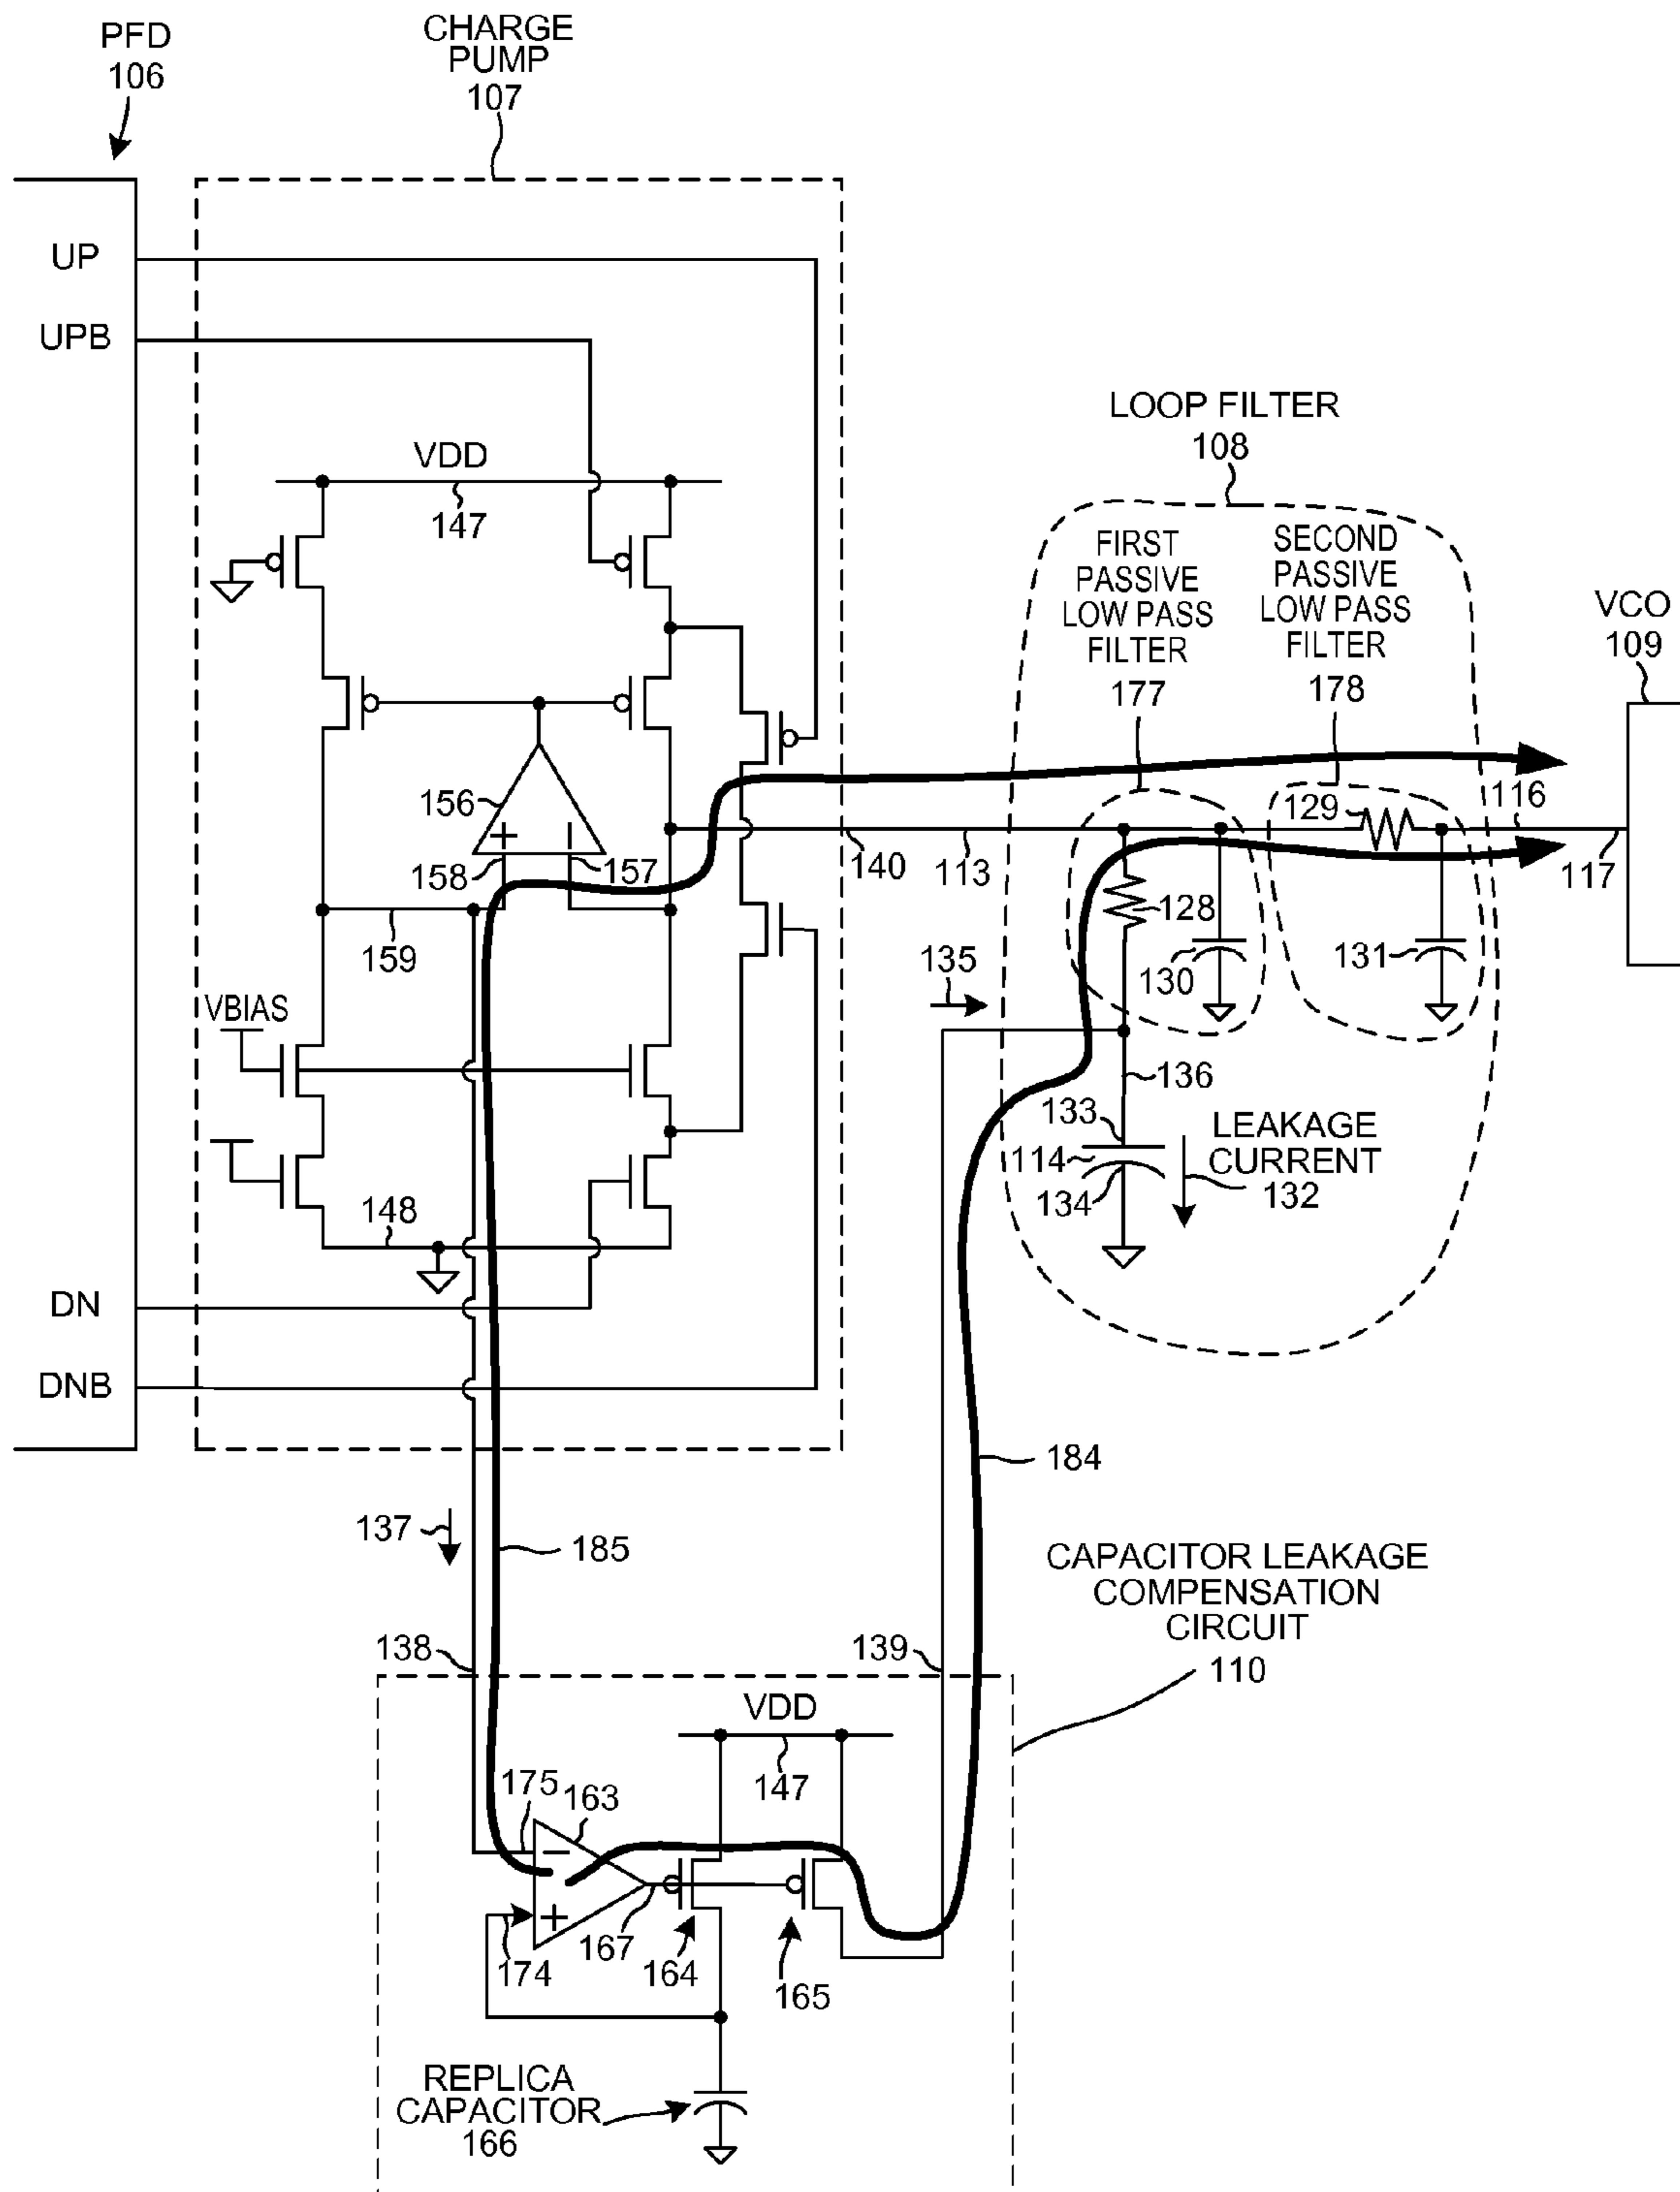 PFD
106
CHARGE
PUMP
107
UP
UPB
VDD
147
LOOP FILTER
108
FIRST
PASSIVE
LOW PASS
FILTER
177
SECOND
PASSIVE
LOW PASS
FILTER
178
VCO
109
156
+
−
158
157
129
116
140
113
117
159
128
130
131
135
VBIAS
136
133
114
134
LEAKAGE
CURRENT
132
148
DN
DNB
184
137
185
CAPACITOR LEAKAGE
COMPENSATION
CIRCUIT
110
138
139
VDD
147
175
163
−
+
174
167
164
165
REPLICA
CAPACITOR
166